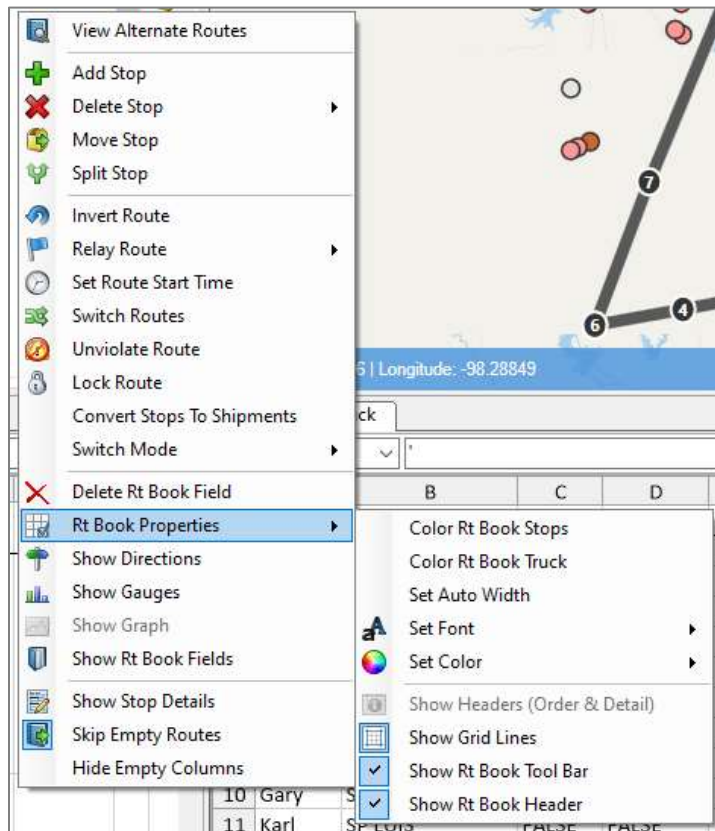 View Alternate Routes
Add Stop
Delete Stop
Move Stop
Split Stop
Invert Route
Relay Route
Set Route Start Time
Switch Routes
Unviolate Route
Lock Route
Convert Stops To Shipments
Switch Mode
Delete Rt Book Field
Rt Book Properties
Show Directions
Show Gauges
Show Graph
Show Rt Book Fields
Show Stop Details
Skip Empty Routes
Hide Empty Columns
7
4
6
6 | Longitude: -98.28849
ck
'
B C D
Color Rt Book Stops
Color Rt Book Truck
Set Auto Width
Set Font
Set Color
Show Headers (Order & Detail)
Show Grid Lines
Show Rt Book Tool Bar
Show Rt Book Header
10 Gary S
11 Karl SP LUIS FALSE FALSE